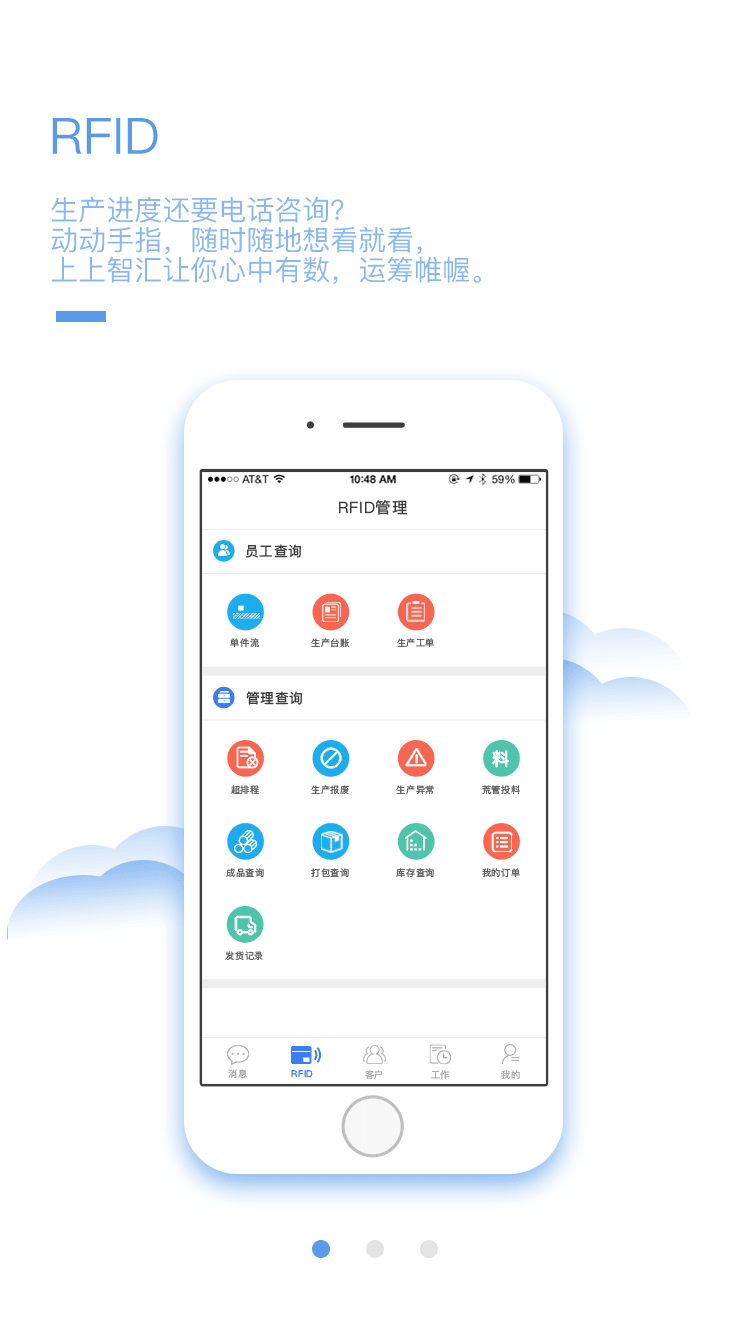 RFID
生产进度还要电话咨询？
动动手指，随时随地想看就看，
上上智汇让你心中有数，运筹帷幄。
AT&T 10:48 AM 59%
RFID管理
员工查询
单件流 生产台账 生产工单
管理查询
料
超排程 生产报废 生产异常 荒管投料
成品查询 打包查询 库存查询 我的订单
发货记录
消息 RFID 客户 工作 我的